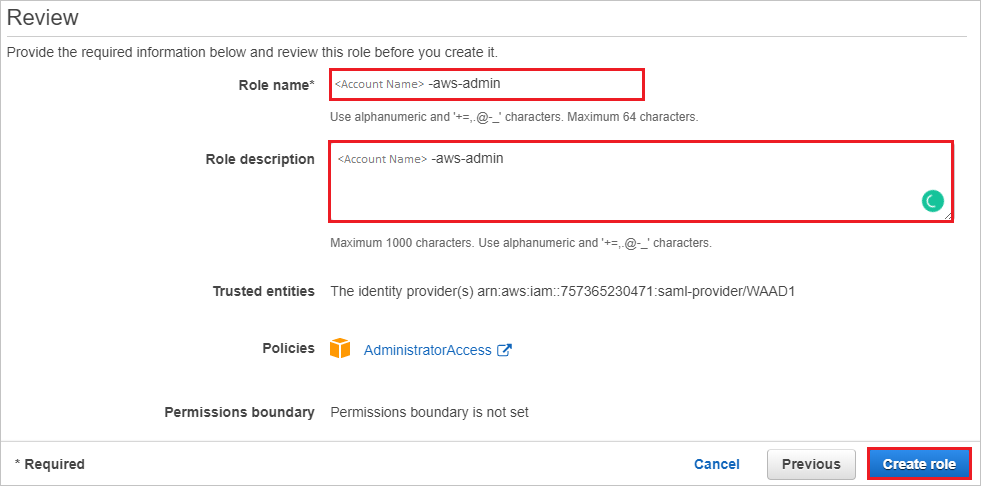 Review
Provide the required information below and review this role before you create it.
Role name* <Account Name> -aws-admin
Use alphanumeric and '+=,.@-_' characters. Maximum 64 characters.
Role description <Account Name> -aws-admin
Maximum 1000 characters. Use alphanumeric and '+=,.@-_' characters.
Trusted entities The identity provider(s) arn:aws:iam::757365230471:saml-provider/WAAD1
Policies AdministratorAccess
Permissions boundary Permissions boundary is not set
* Required Cancel Previous Create role